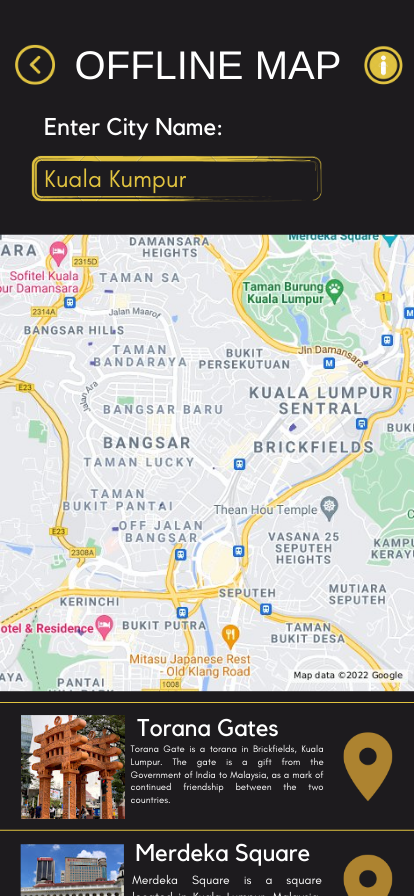 OFFLINE MAP
Enter City Name:
Kuala Kumpur
Merdeka Square
ARA
DAMANSARA
HEIGHTS
2315D
Sofitel Kuala
pur Damansara
TAMAN SA
Taman Burung
Kuala Lumpur
1
2314A
Jalan Maarof
M
BANGSAR HILLS
TAMAN
BANDARAYA
BUKIT
PERSEKUTUAN
Jln Damansara
M
E23
KUALA LUMPUR
SENTRAL
BANGSAR BARU
BANGSAR
BRICKFIELDS
BUKI
TAMAN LUCKY
TAMAN
BUKIT PANTAI
Thean Hou Temple
OFF JALAN
BANGSAR
E23
VASANA 25
SEPUTEH
HEIGHTS
KAMPU
KERAYO
2308A
SEPUTEH
MUTIARA
SEPUTEH
KERINCHI
otel & Residence
BUKIT PUTRA
TAMAN
BUKIT DESA
Mitasu Japanese Rest
- Old Klang Road
AYA
PANTAI
1008
Map data ©2022 Google
Torana Gates
Torana Gate is a torana in Brickfields, Kuala
Lumpur. The gate is a gift from the
Government of India to Malaysia, as a mark of
continued friendship between the two
countries.
Merdeka Square
Merdeka Square is a square